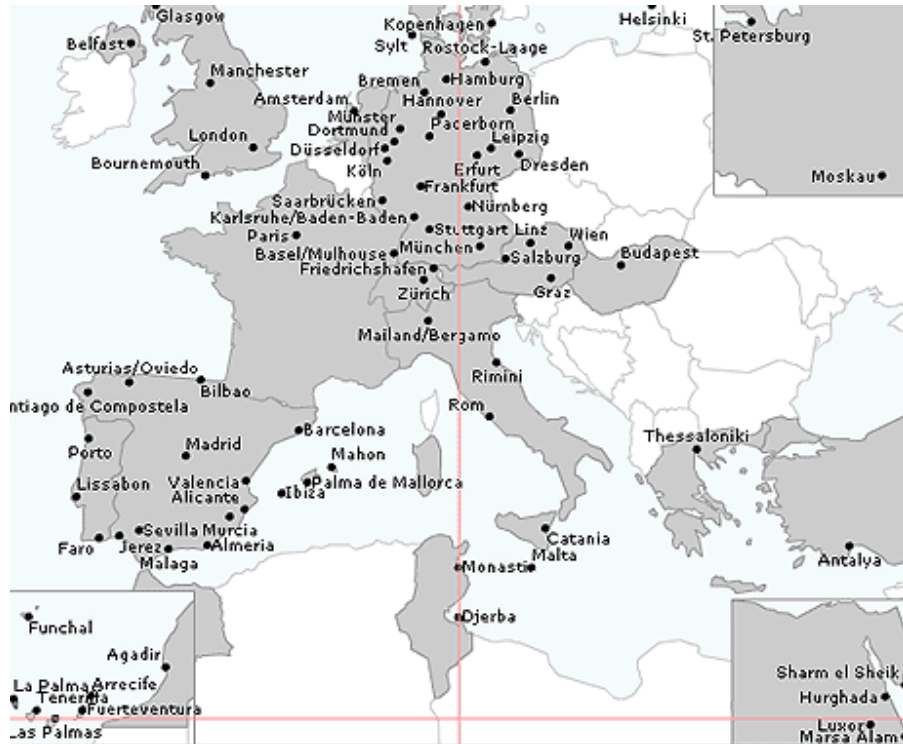 Glasgow
Kopenhagen
Helsinki
St. Petersburg
Belfast
Sylt
Rostock-Laage
Manchester
Bremen
Hamburg
Amsterdam
Hannover
Berlin
Münster
London
Dortmund
Pacerborn
Leipzig
Düsseldorf
Bournemouth
Köln
Erfurt
Dresden
Moskau
Frankfurt
Saarbrücken
Nürnberg
Karlsruhe/Baden-Baden
Paris
Stuttgart
Linz
Wien
Basel/Mulhouse
München
Salzburg
Budapest
Friedrichshafen
Zürich
Graz
Mailand/Bergamo
Asturias/Oviedo
Rimini
Bilbao
ntiago de Compostela
Rom
Barcelona
Thessaloniki
Porto
Madrid
Mahon
Lissabon
Valencia
Palma de Mallorca
Alicante
Ibiza
Sevilla
Murcia
Catania
Faro
Jerez
Almeria
Malta
Antalya
Malaga
Monasti
Djerba
Funchal
Agadir
Sharm el Sheik
La Palma
Arrecife
Teneriffa
Hurghada
Fuerteventura
Las Palmas
Luxor
Marsa Alam